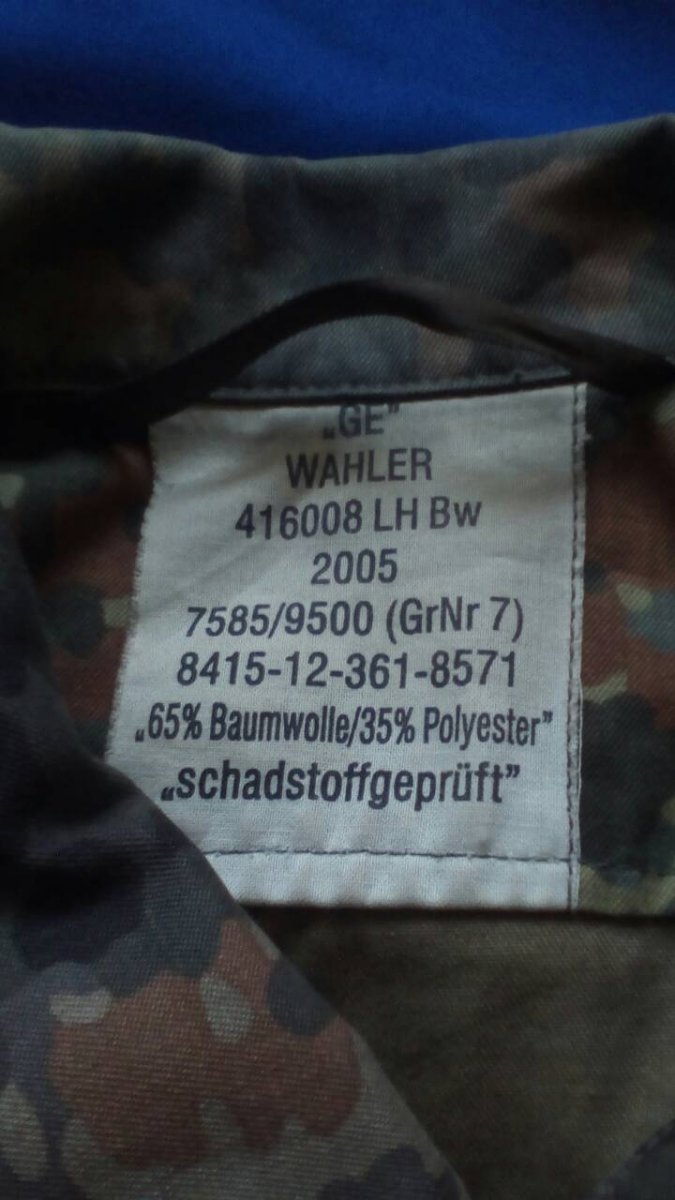 „GE”
WAHLER
416008 LH Bw
2005
7585/9500 (GrNr 7)
8415-12-361-8571
„65% Baumwolle/35% Polyester”
„schadstoffgeprüft”